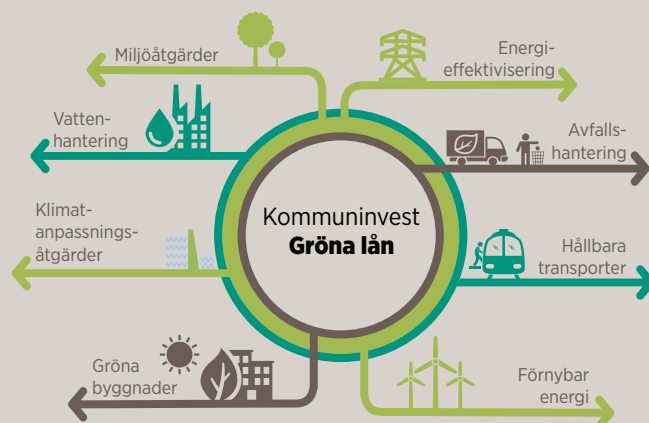 Miljöåtgärder
Energi-
effektivisering
Vatten-
hantering
Avfalls-
hantering
Klimat-
anpassnings-
åtgärder
Kommuninvest
Gröna lån
Hållbara
transporter
Gröna
byggnader
Förnybar
energi